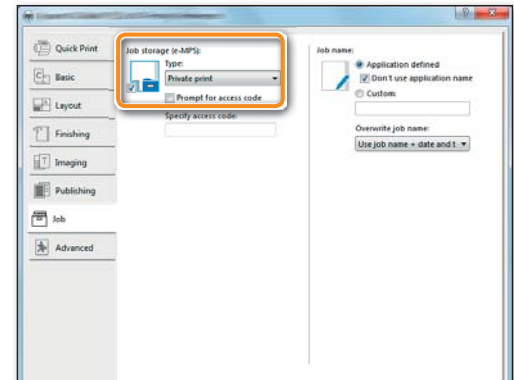 Quick Print
Basic
Layout
Finishing
Imaging
Publishing
Job
Advanced
Job storage (e-MPS):
Type:
Private print
Prompt for access code
Specify access code:
Job name:
Application defined
Don't use application name
Custom:
Overwrite job name:
Use job name + date and t